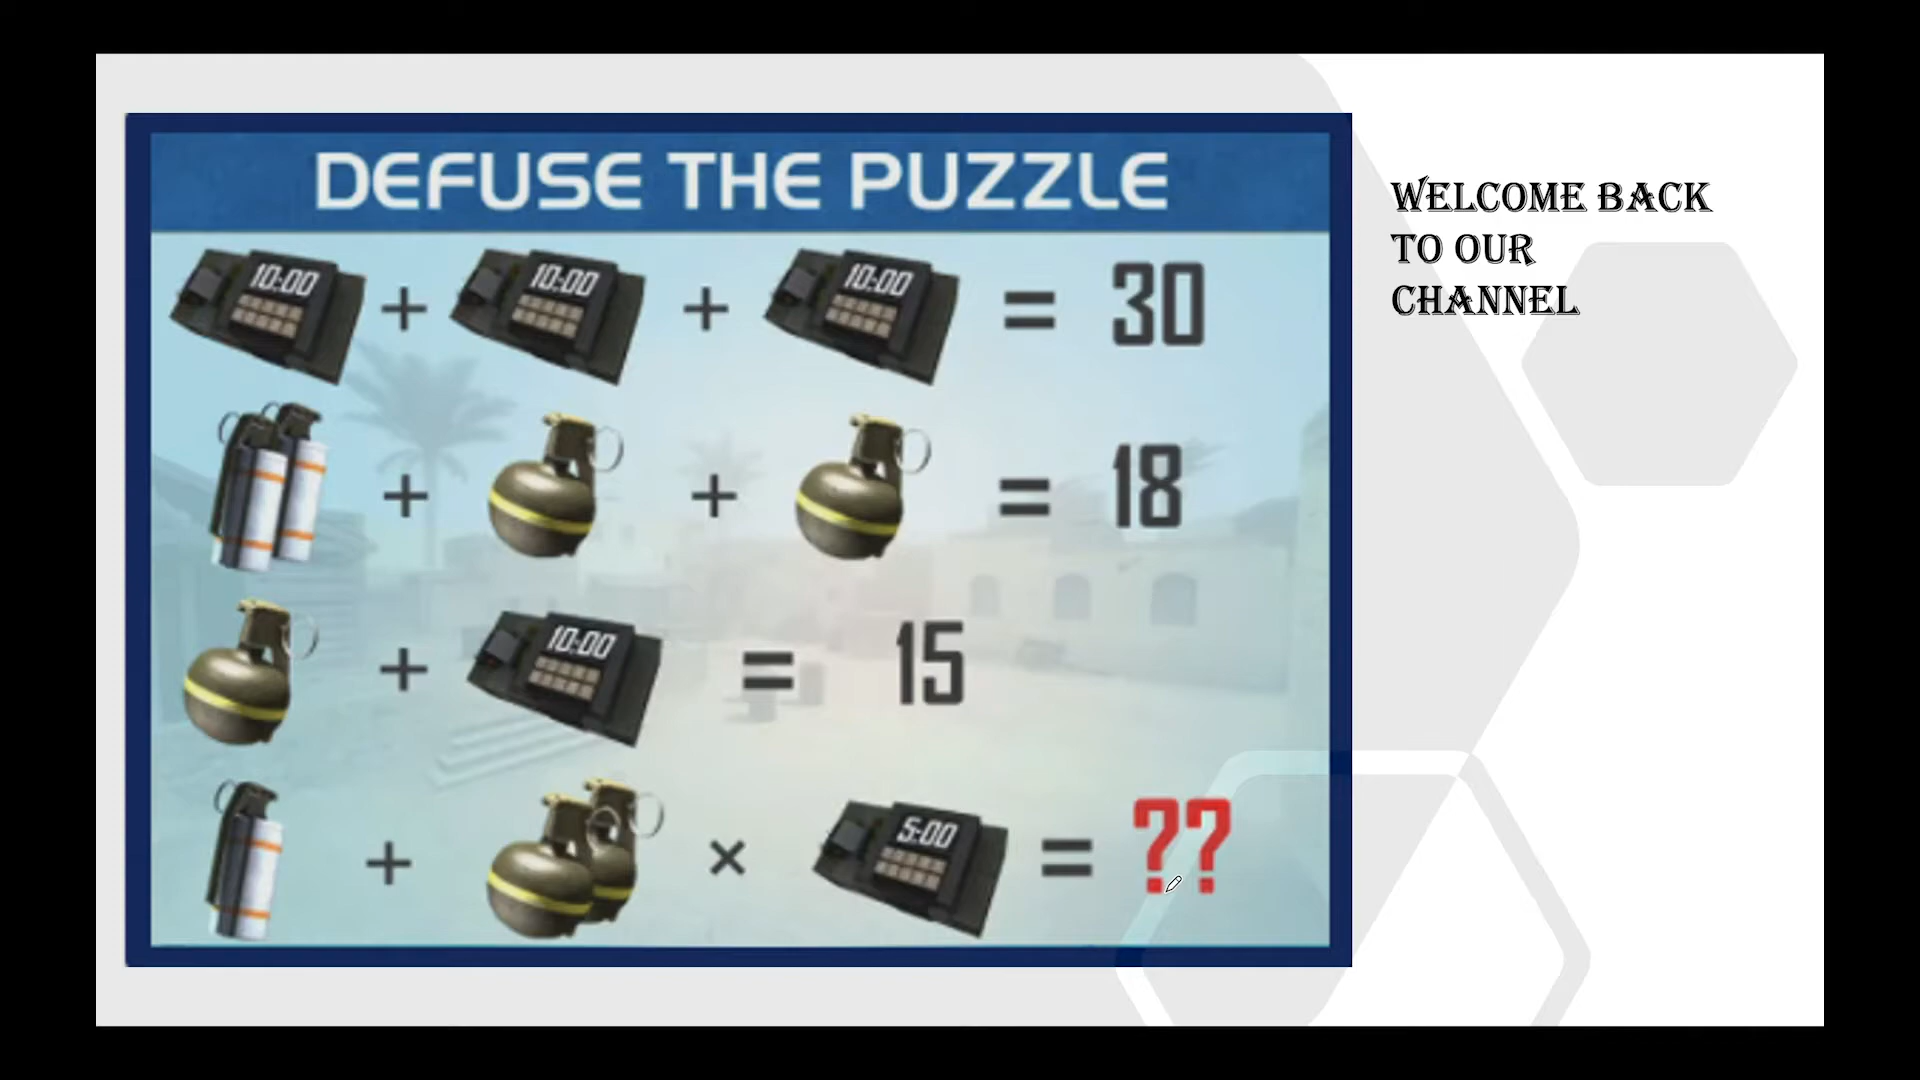 DEFUSE THE PUZZLE
WELCOME BACK
TO OUR
CHANNEL
10:00 + 10:00 + 10:00 = 30
+ + = 18
+ 10:00 = 15
+ × 5:00 = ??